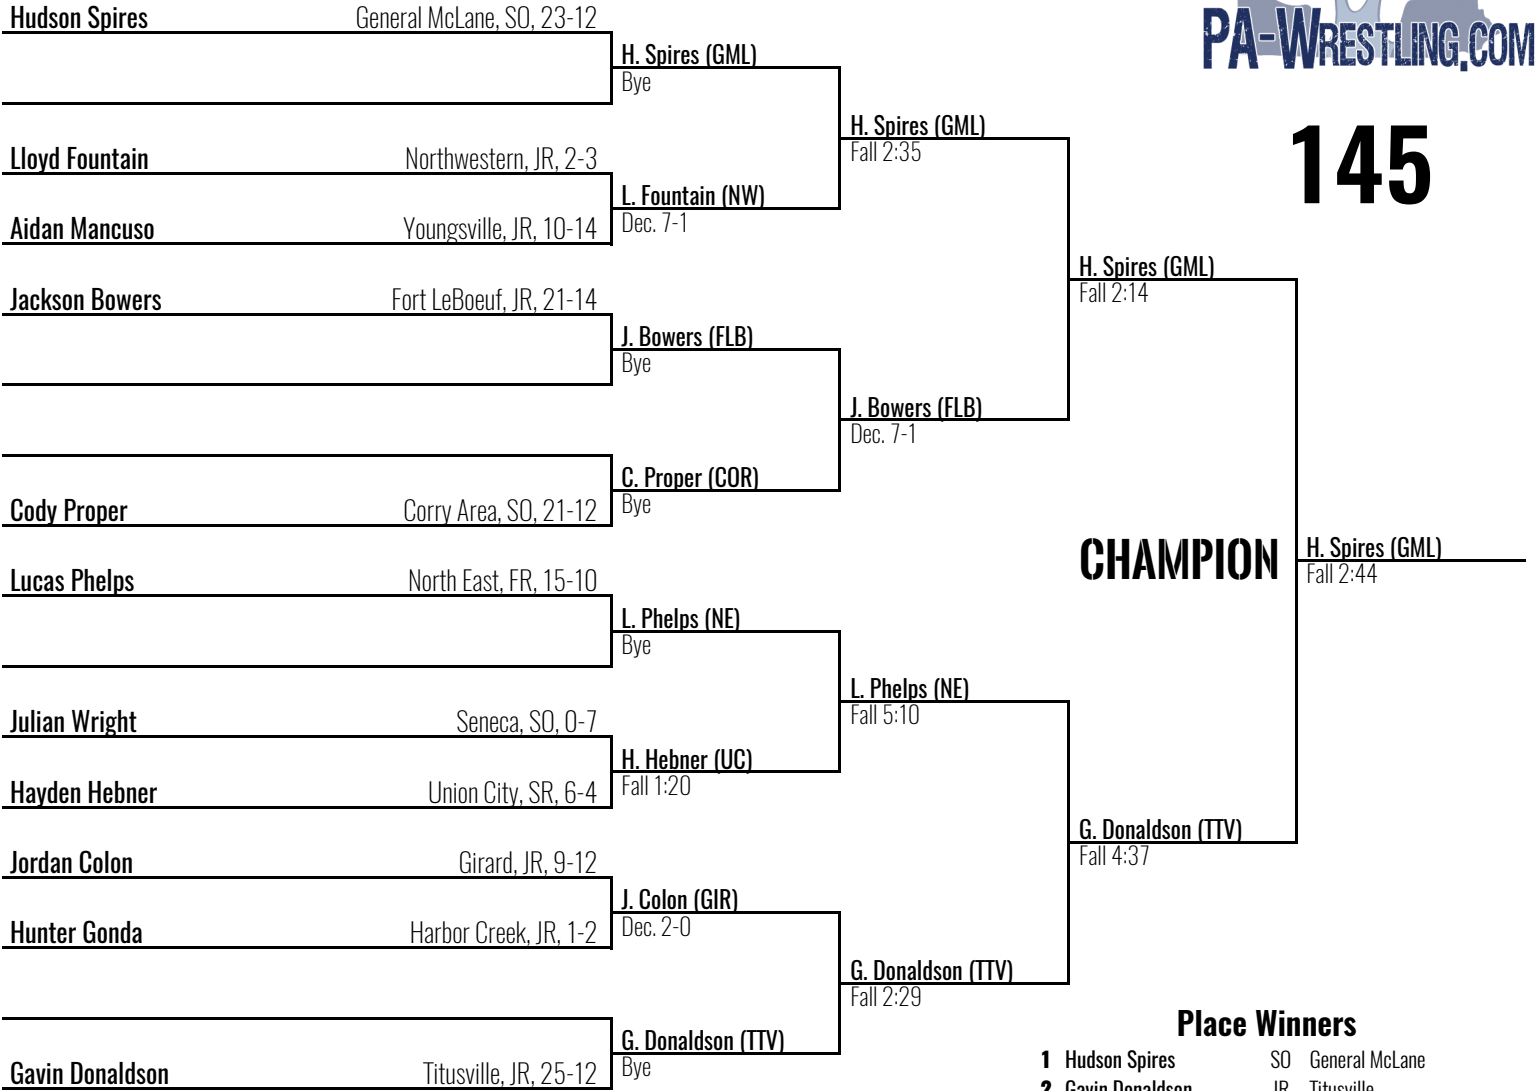 Hudson Spires General McLane, SO, 23-12
PA-WRESTLING.COM
H. Spires (GML)
Bye
H. Spires (GML)
Fall 2:35
145
Lloyd Fountain Northwestern, JR, 2-3
L. Fountain (NW)
Dec. 7-1
Aidan Mancuso Youngsville, JR, 10-14
H. Spires (GML)
Fall 2:14
Jackson Bowers Fort LeBoeuf, JR, 21-14
J. Bowers (FLB)
Bye
J. Bowers (FLB)
Dec. 7-1
C. Proper (COR)
Bye
Cody Proper Corry Area, SO, 21-12
CHAMPION
H. Spires (GML)
Fall 2:44
Lucas Phelps North East, FR, 15-10
L. Phelps (NE)
Bye
L. Phelps (NE)
Fall 5:10
Julian Wright Seneca, SO, 0-7
H. Hebner (UC)
Fall 1:20
Hayden Hebner Union City, SR, 6-4
G. Donaldson (TTV)
Fall 4:37
Jordan Colon Girard, JR, 9-12
J. Colon (GIR)
Dec. 2-0
Hunter Gonda Harbor Creek, JR, 1-2
G. Donaldson (TTV)
Fall 2:29
G. Donaldson (TTV)
Bye
Gavin Donaldson Titusville, JR, 25-12
Place Winners
1 Hudson Spires SO General McLane
2 Gavin Donaldson JR Titusville